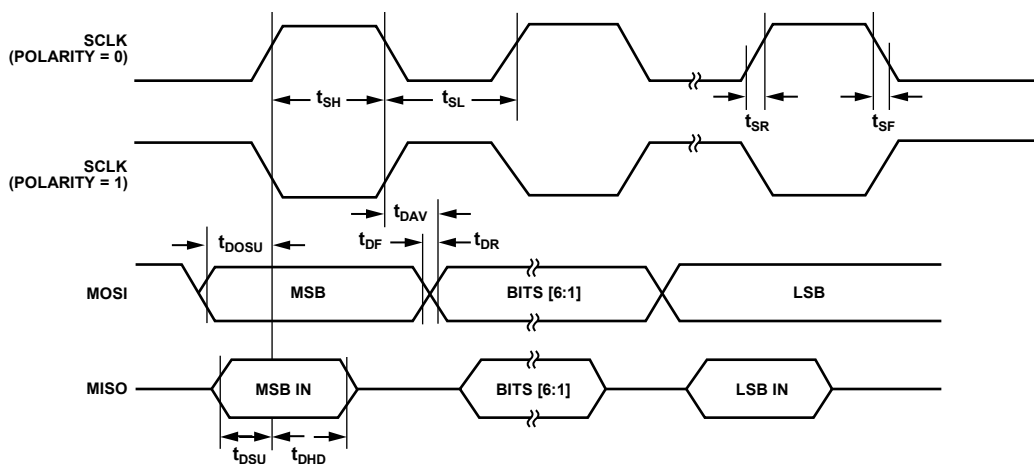 SCLK
(POLARITY = 0)
tSH
tSL
tSR
tSF
SCLK
(POLARITY = 1)
tDAV
tDOSU
tDF
tDR
MOSI
MSB
BITS [6:1]
LSB
MISO
MSB IN
BITS [6:1]
LSB IN
tDSU
tDHD